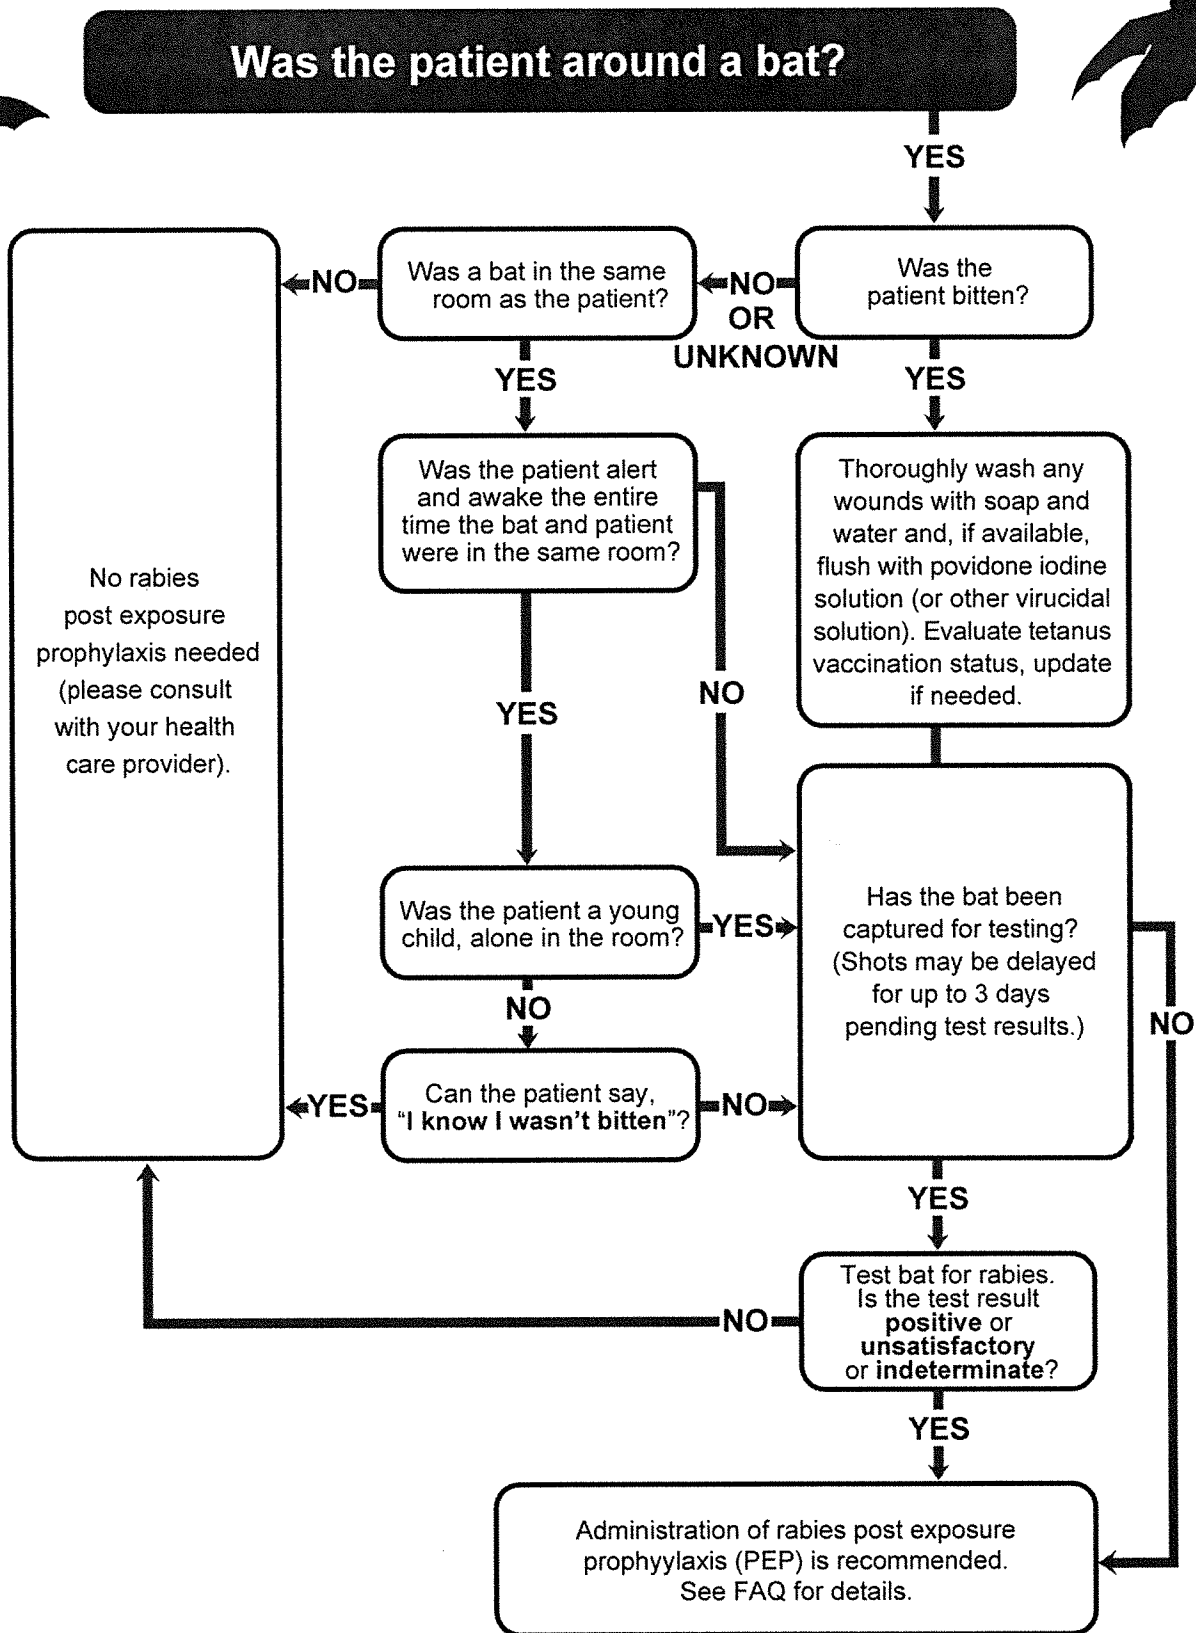 Was the patient around a bat?
YES
Was the
patient bitten?
NO
OR
UNKNOWN
Was a bat in the same
room as the patient?
NO
YES
YES
No rabies
post exposure
prophylaxis needed
(please consult
with your health
care provider).
Was the patient alert
and awake the entire
time the bat and patient
were in the same room?
Thoroughly wash any
wounds with soap and
water and, if available,
flush with povidone iodine
solution (or other virucidal
solution). Evaluate tetanus
vaccination status, update
if needed.
YES
NO
Was the patient a young
child, alone in the room?
YES
Has the bat been
captured for testing?
(Shots may be delayed
for up to 3 days
pending test results.)
NO
NO
Can the patient say,
“I know I wasn't bitten”?
YES
NO
YES
Test bat for rabies.
Is the test result
positive or
unsatisfactory
or indeterminate?
NO
YES
Administration of rabies post exposure
prophyylaxis (PEP) is recommended.
See FAQ for details.